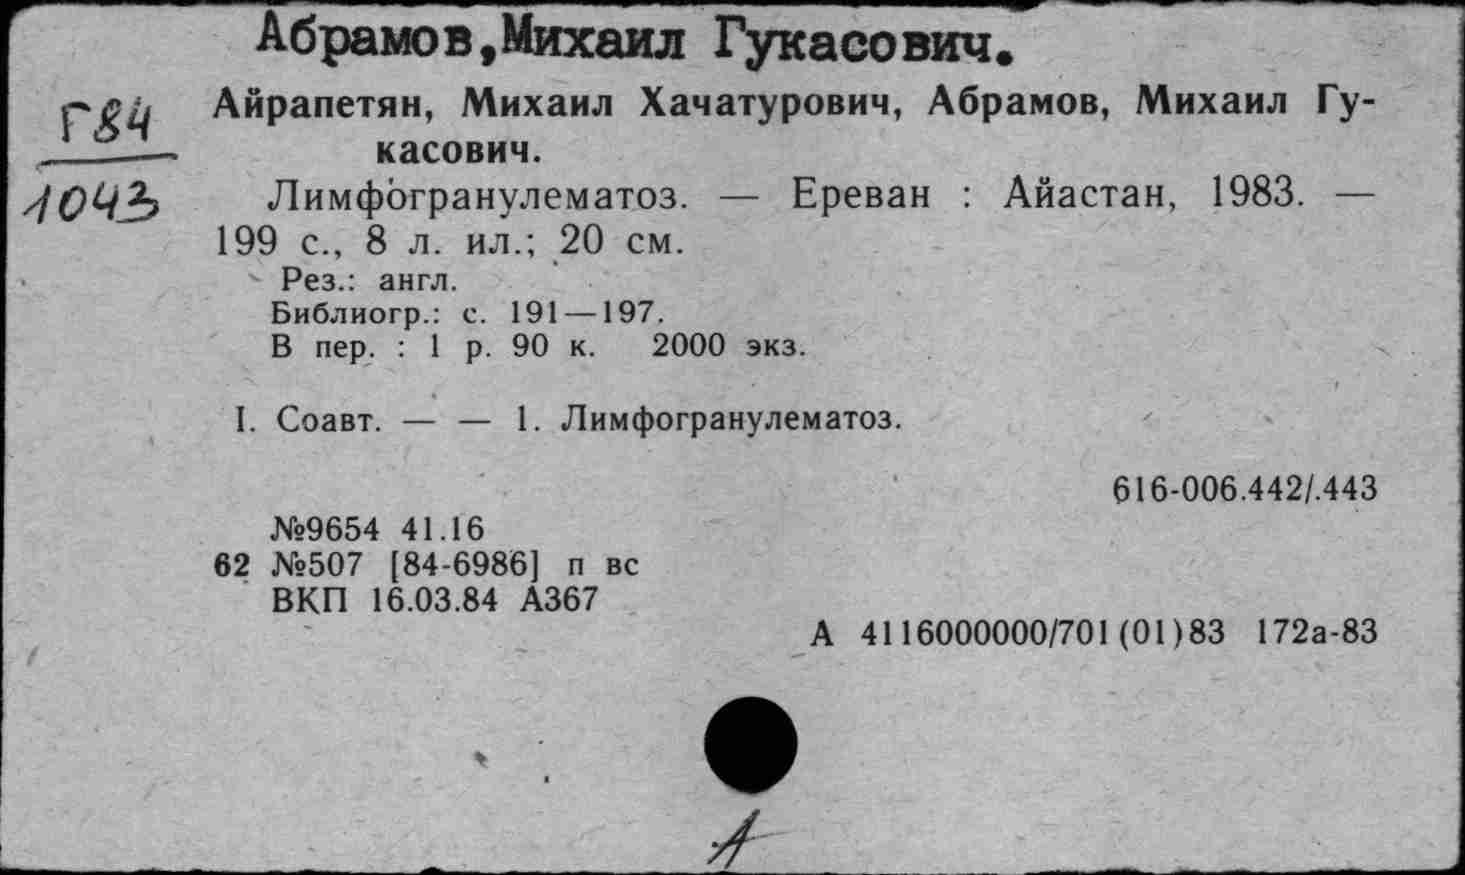 Абрамов,Михаил Гукасович.
Г84
1043
Айрапетян, Михаил Хачатурович, Абрамов, Михаил Гу-
касович.
Лимфогранулематоз. — Ереван : Айастан, 1983. —
199 с., 8 л. ил.; 20 см.
Рез.: англ.
Библиогр.: с. 191—197.
В пер. : 1 р. 90 к. 2000 экз.
I. Соавт. — — 1. Лимфогранулематоз.
616-006.442/.443
№9654 41.16
62 №507 [84-6986] п вс
ВКП 16.03.84 А367
А 4116000000/701(01)83 172а-83
А